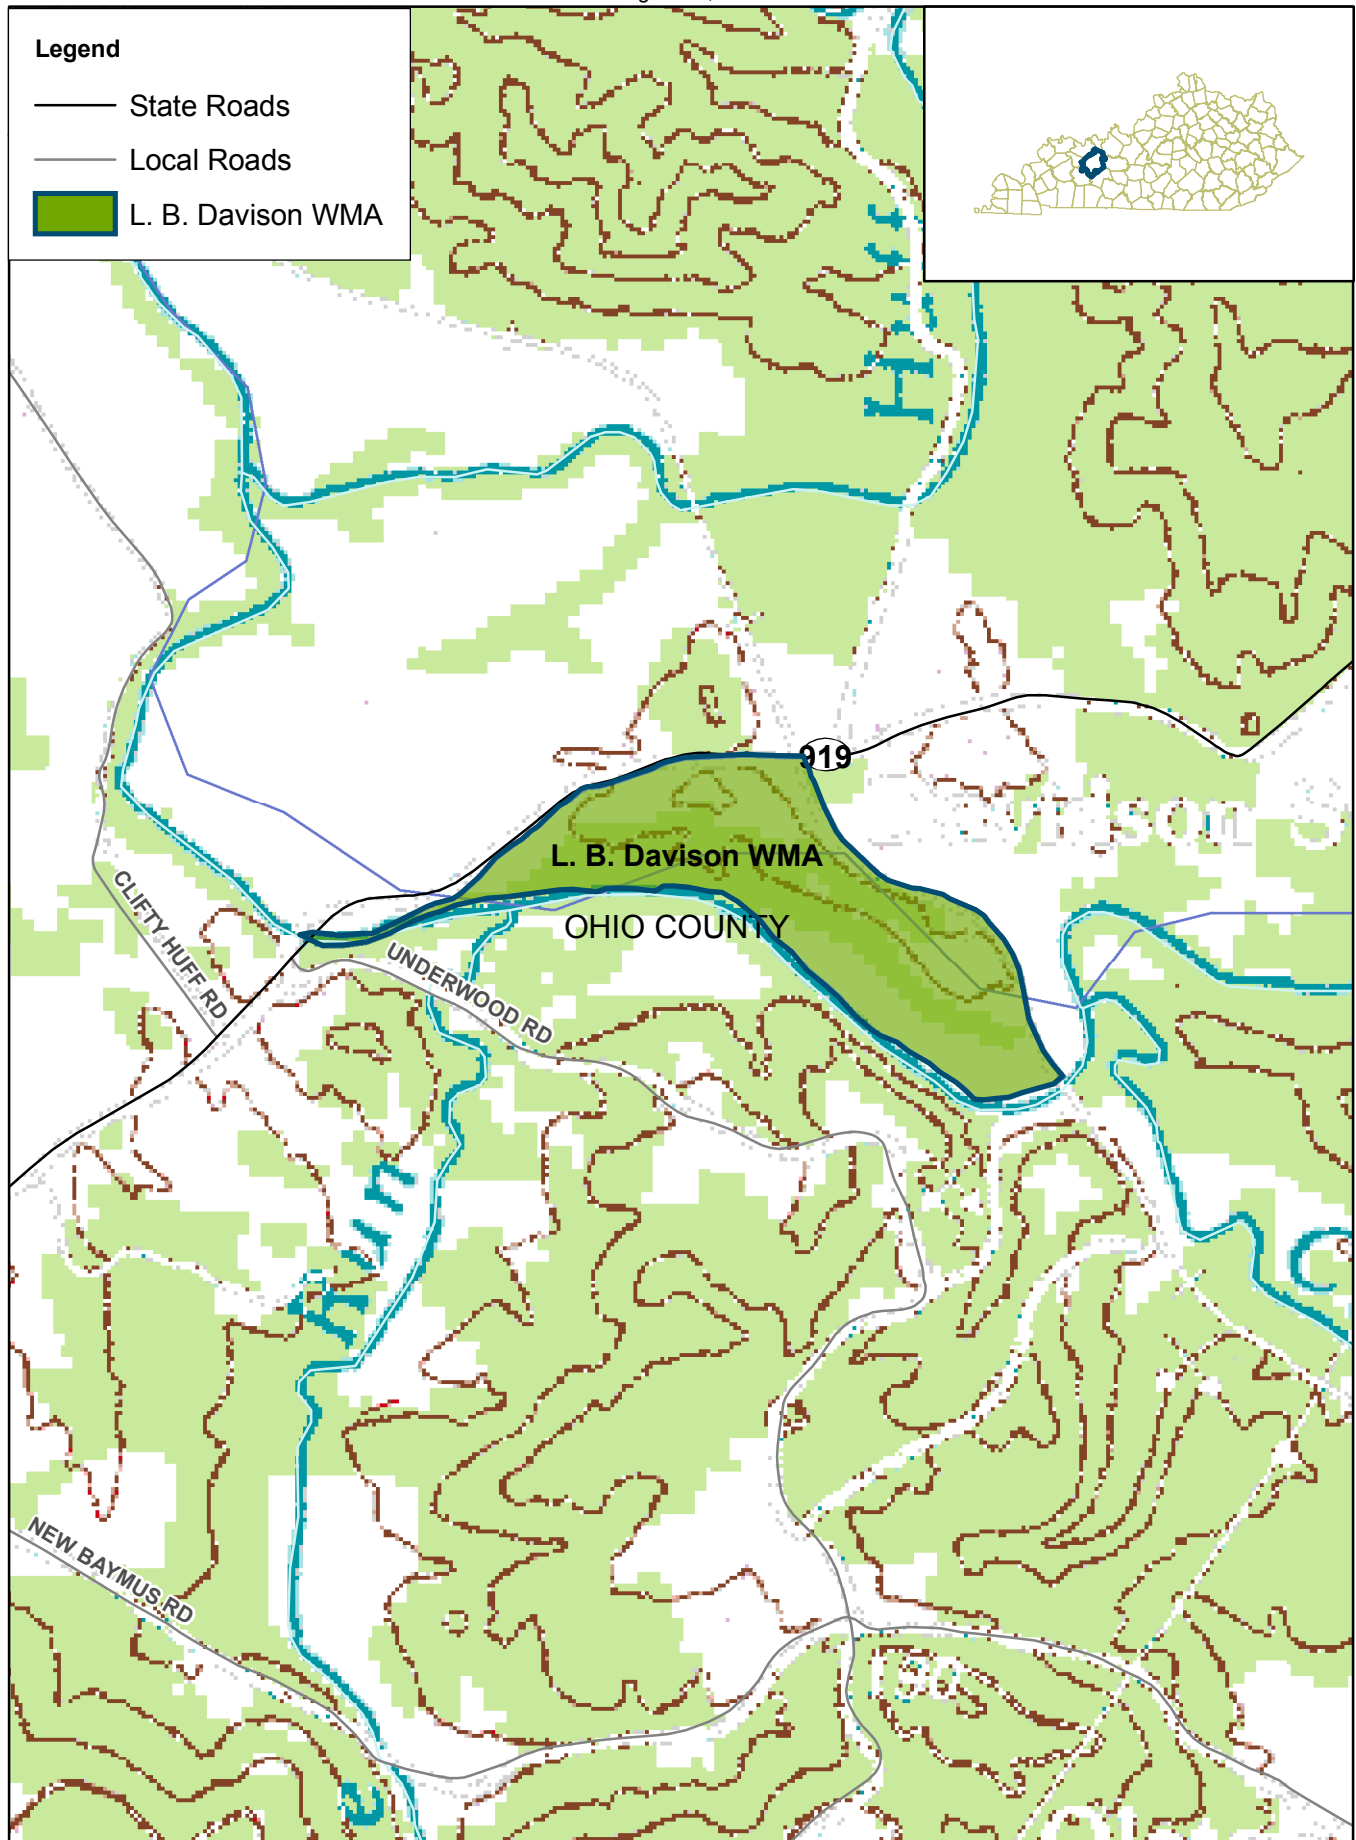 Legend
State Roads
Local Roads
L. B. Davison WMA
Huff
919
L. B. Davison WMA
OHIO COUNTY
CLIFTY HUFF RD
UNDERWOOD RD
Run
NEW BAYMUS RD